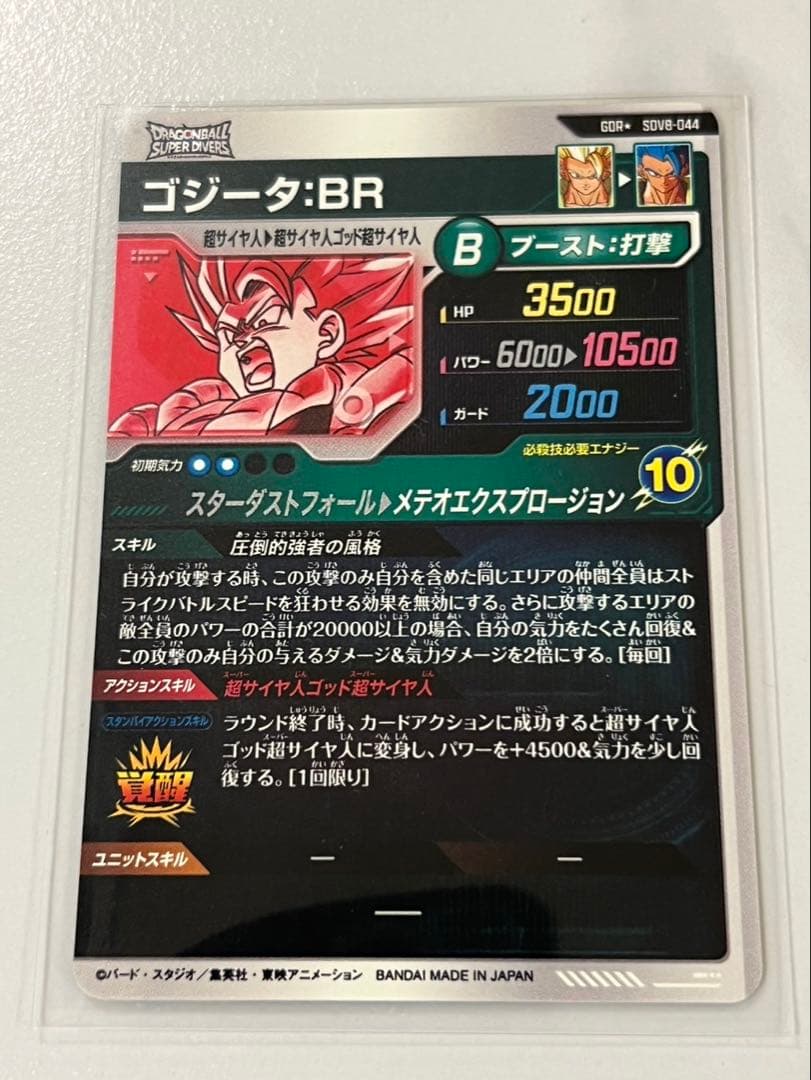 DRAGONBALL
SUPER DIVERS
GDR★ SDV8-044
ゴジータ:BR
超サイヤ人▶超サイヤ人ゴッド超サイヤ人
B ブースト:打撃
HP 3500
パワー 6000▶10500
ガード 2000
初期気力
必殺技必要エナジー
10
スターダストフォール▶メテオエクスプロージョン
スキル 圧倒的強者の風格
自分が攻撃する時、この攻撃のみ自分を含めた同じエリアの仲間全員はスト
ライクバトルスピードを狂わせる効果を無効にする。さらに攻撃するエリアの
敵全員のパワーの合計が20000以上の場合、自分の気力をたくさん回復&
この攻撃のみ自分の与えるダメージ&気力ダメージを2倍にする。[毎回]
アクションスキル 超サイヤ人ゴッド超サイヤ人
スタンバイアクションスキル ラウンド終了時、カードアクションに成功すると超サイヤ人
ゴッド超サイヤ人に変身し、パワーを+4500&気力を少し回
復する。[1回限り]
覚醒
ユニットスキル — —
—
©バード・スタジオ/集英社・東映アニメーション BANDAI MADE IN JAPAN